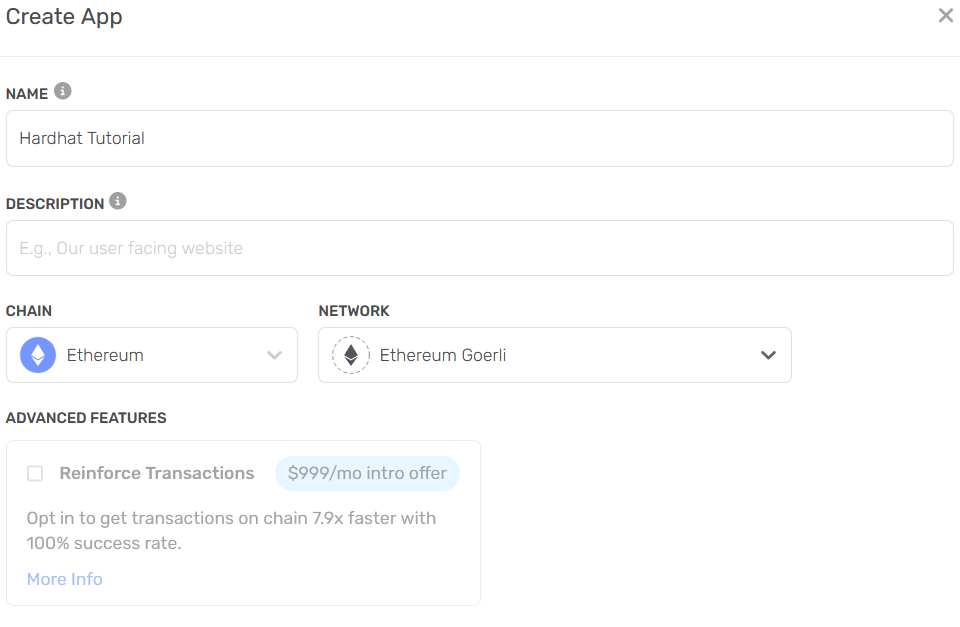 Create App
NAME
Hardhat Tutorial
DESCRIPTION
E.g., Our user facing website
CHAIN
NETWORK
Ethereum
Ethereum Goerli
ADVANCED FEATURES
Reinforce Transactions
$999/mo intro offer
Opt in to get transactions on chain 7.9x faster with
100% success rate.
More Info